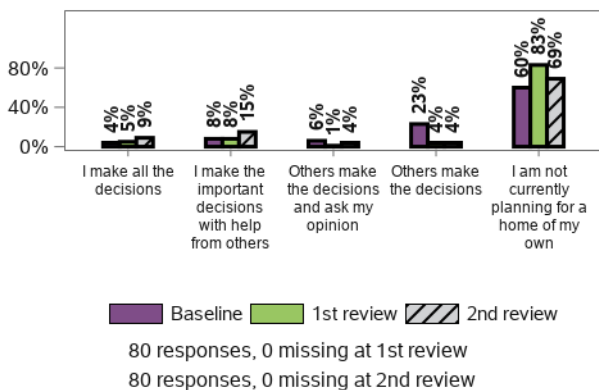 80%
40%
0%
4% 5% 9%
8% 8% 15%
6% 1% 4%
23% 4% 4%
60% 83% 69%
I make all the
decisions
I make the
important
decisions
with help
from others
Others make
the decisions
and ask my
opinion
Others make
the decisions
I am not
currently
planning for a
home of my
own
Baseline 1st review 2nd review
80 responses, 0 missing at 1st review
80 responses, 0 missing at 2nd review